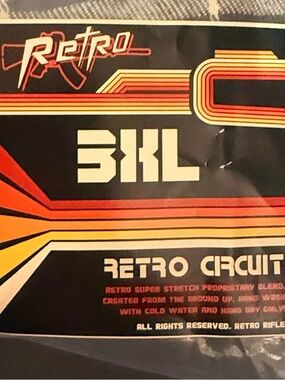 RETRO
3XL
RETRO CIRCUIT
RETRO SUPER STRETCH PROPRIETARY BLEND.
CREATED FROM THE GROUND UP. HAND WASH
WITH COLD WATER AND HANG DRY ONLY
ALL RIGHTS RESERVED. RETRO RIFLE